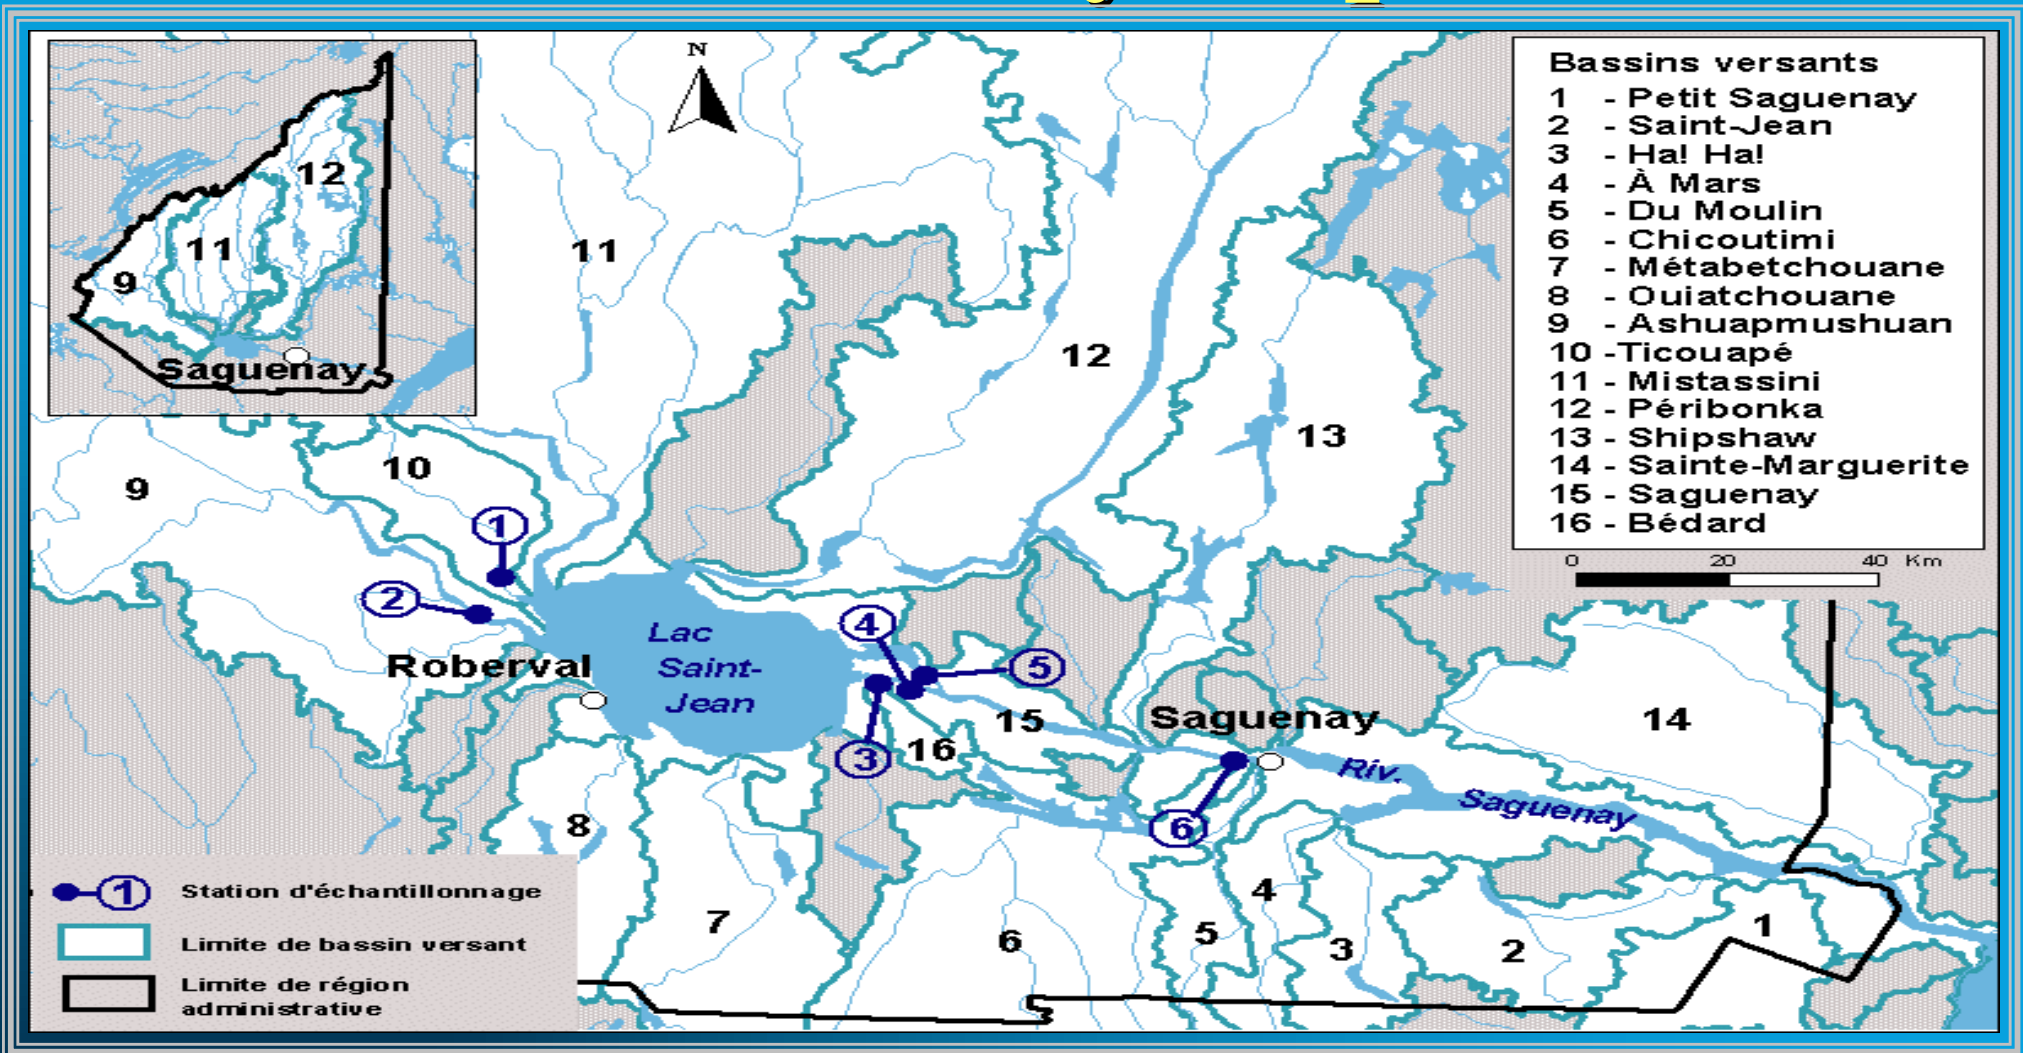 12
11
9
Saguenay
N
Bassins versants
1 - Petit Saguenay
2 - Saint-Jean
3 - Ha! Ha!
4 - À Mars
5 - Du Moulin
6 - Chicoutimi
7 - Métabetchouane
8 - Ouiatchouane
9 - Ashuapmushuan
10 -Ticouapé
11 - Mistassini
12 - Péribonka
13 - Shipshaw
14 - Sainte-Marguerite
15 - Saguenay
16 - Bédard
0 20 40 Km
11
12
13
10
9
1
2
Roberval
Lac
Saint-
Jean
4
5
3
16
15
Saguenay
14
6
Riv.
Saguenay
8
7
6
5
4
3
2
1
1 Station d'échantillonnage
Limite de bassin versant
Limite de région
administrative